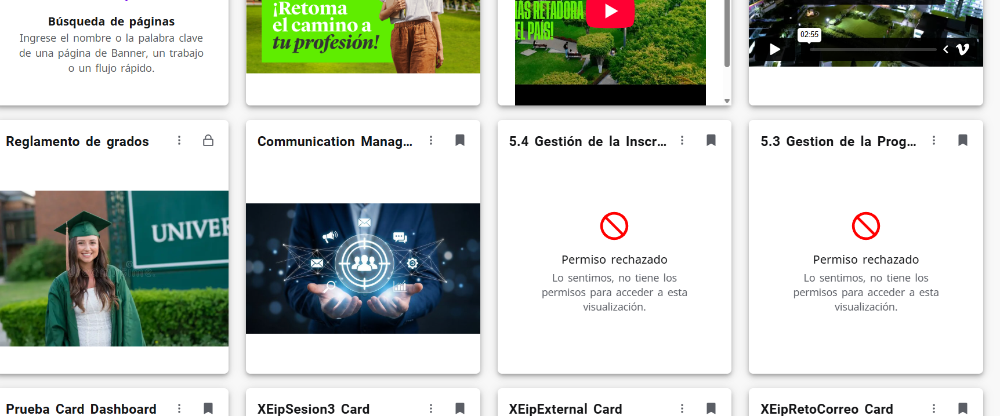 Búsqueda de páginas
Ingrese el nombre o la palabra clave
de una página de Banner, un trabajo
o un flujo rápido.
¡Retoma
el camino a
tu profesión!
ÁS RETADORA
EL PAÍS!
02:55
Reglamento de grados
UNIVER
dreamstime.
Communication Manag...
5.4 Gestión de la Inscr...
Permiso rechazado
Lo sentimos, no tiene los
permisos para acceder a esta
visualización.
5.3 Gestion de la Prog...
Permiso rechazado
Lo sentimos, no tiene los
permisos para acceder a esta
visualización.
Prueba Card Dashboard
XEipSesion3 Card
XEipExternal Card
XEipRetoCorreo Card